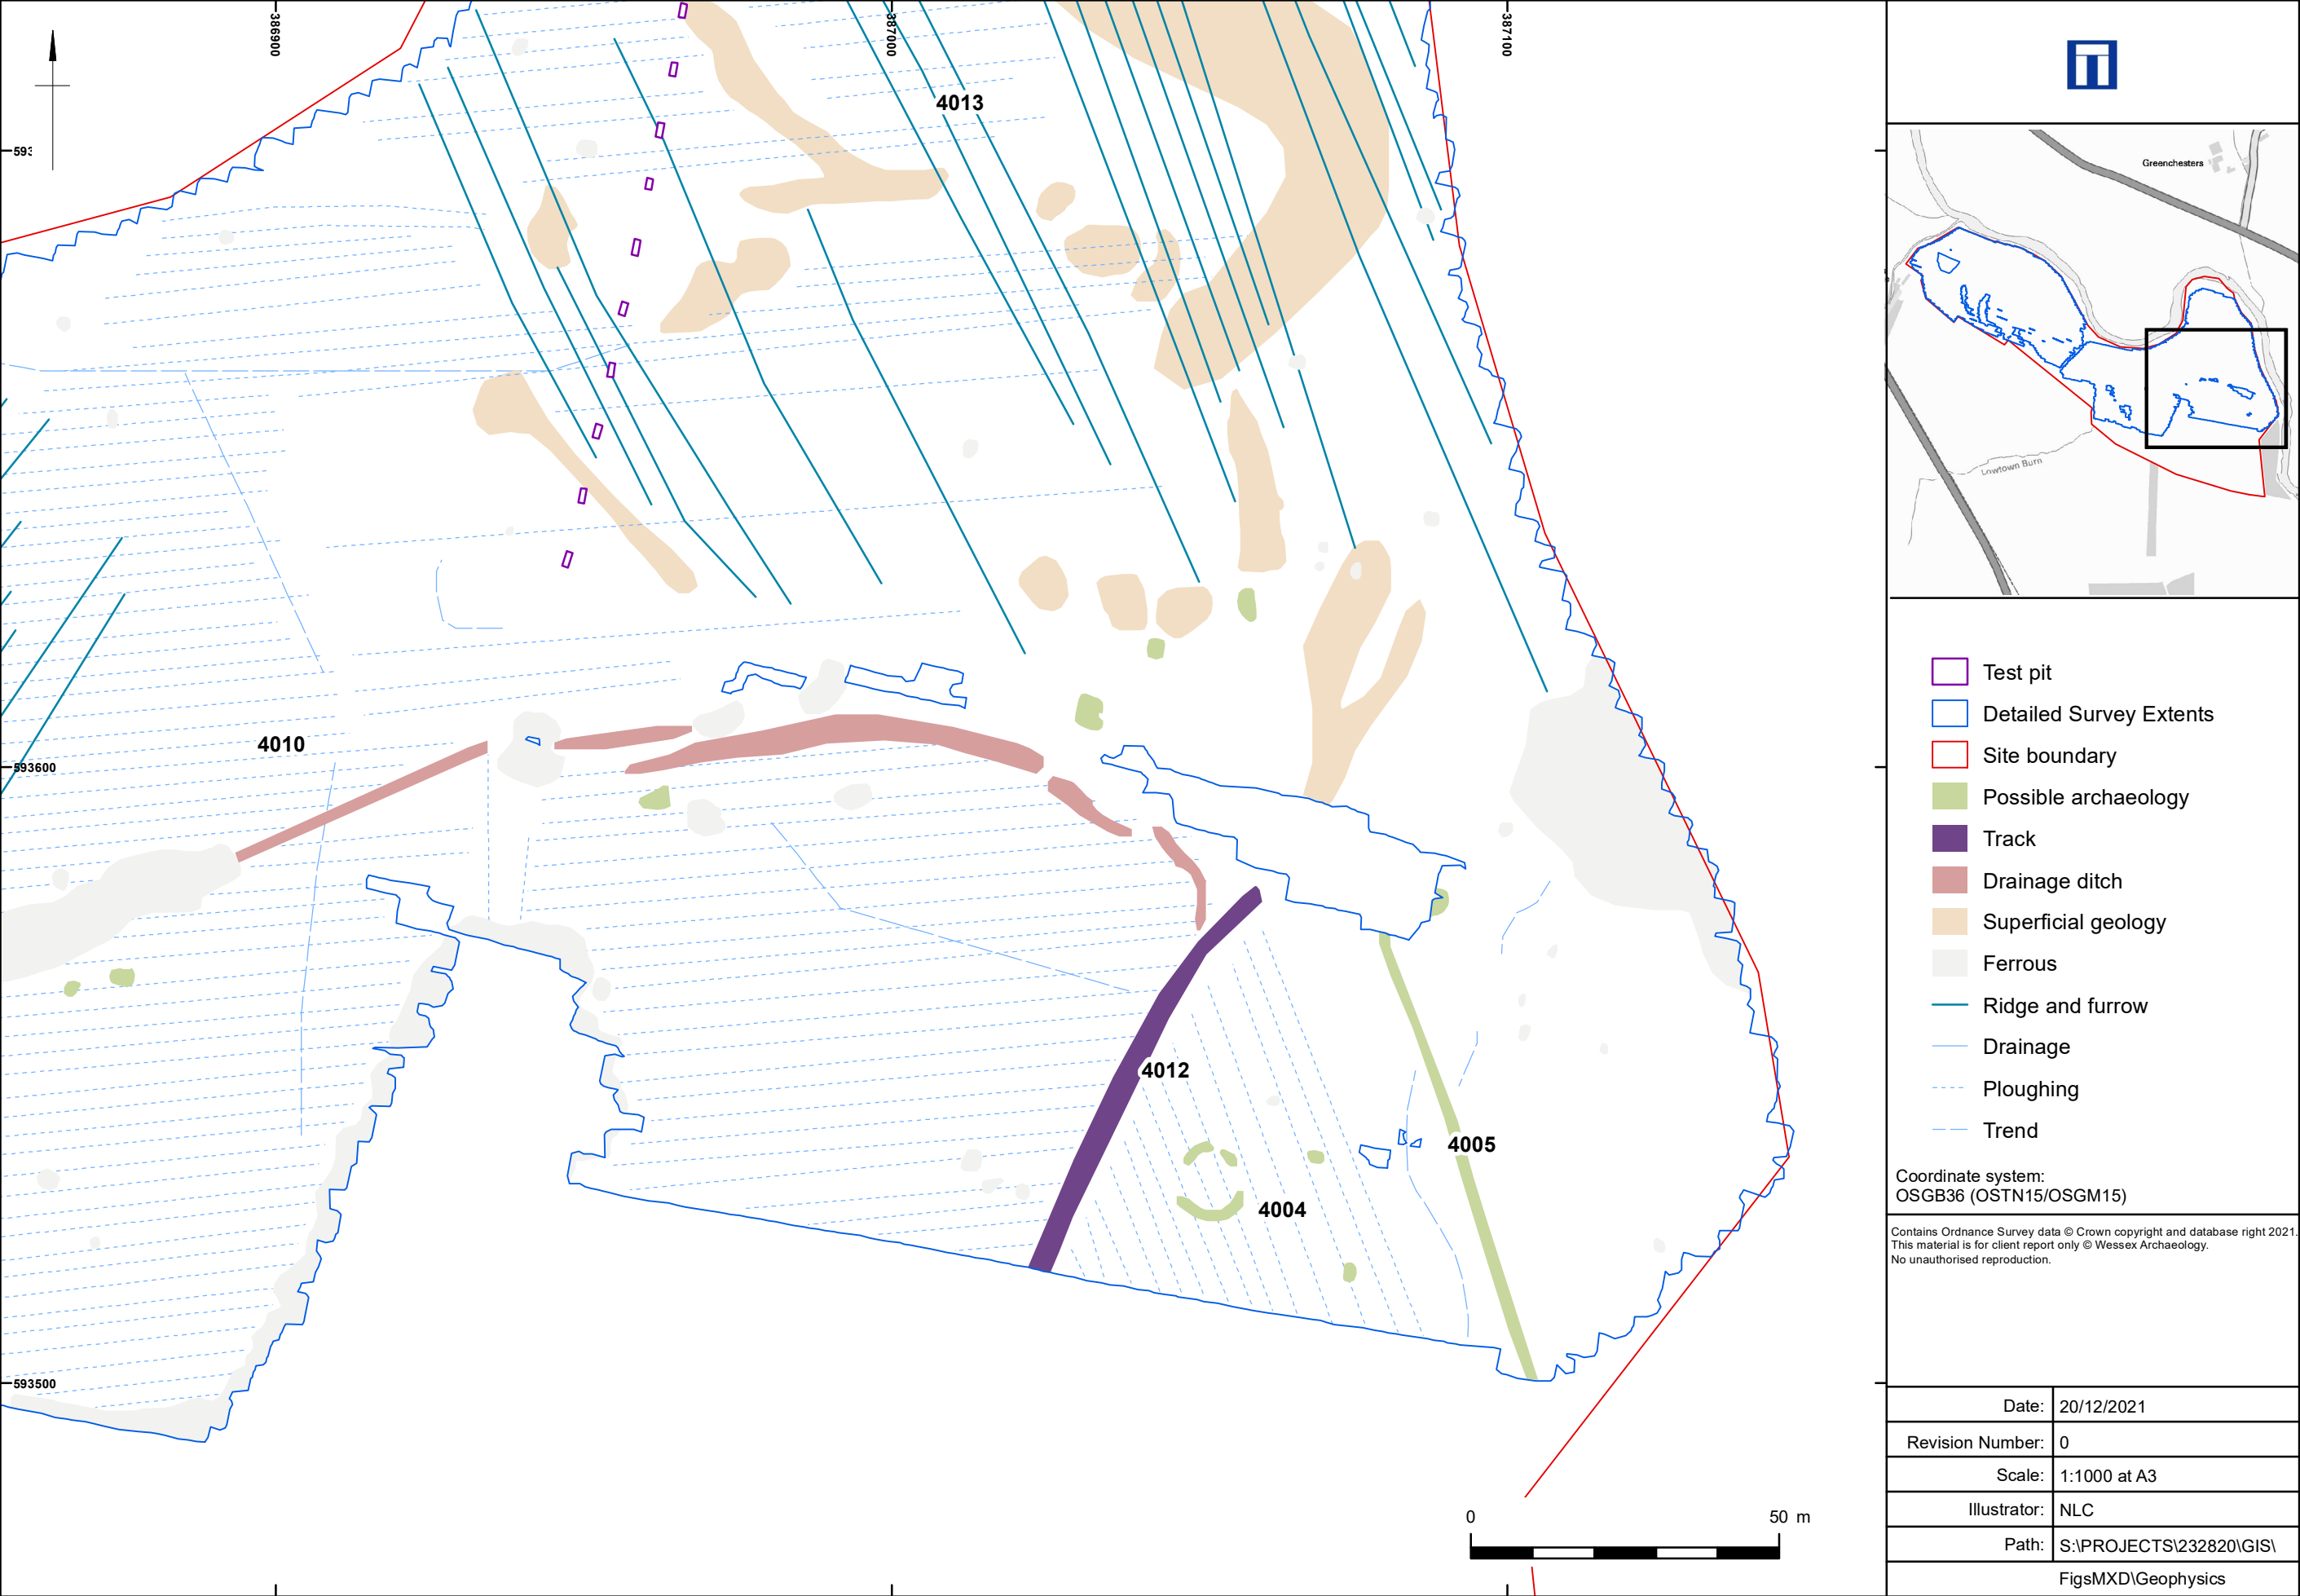 386900
387000
387100
593
4013
Greenchesters
Lowtown Burn
4010
593600
4012
4005
4004
593500
Test pit
Detailed Survey Extents
Site boundary
Possible archaeology
Track
Drainage ditch
Superficial geology
Ferrous
Ridge and furrow
Drainage
Ploughing
Trend
Coordinate system:
OSGB36 (OSTN15/OSGM15)
Contains Ordnance Survey data © Crown copyright and database right 2021.
This material is for client report only © Wessex Archaeology.
No unauthorised reproduction.
Date: 20/12/2021
Revision Number: 0
Scale: 1:1000 at A3
Illustrator: NLC
Path: S:\PROJECTS\232820\GIS\
FigsMXD\Geophysics
0 50 m